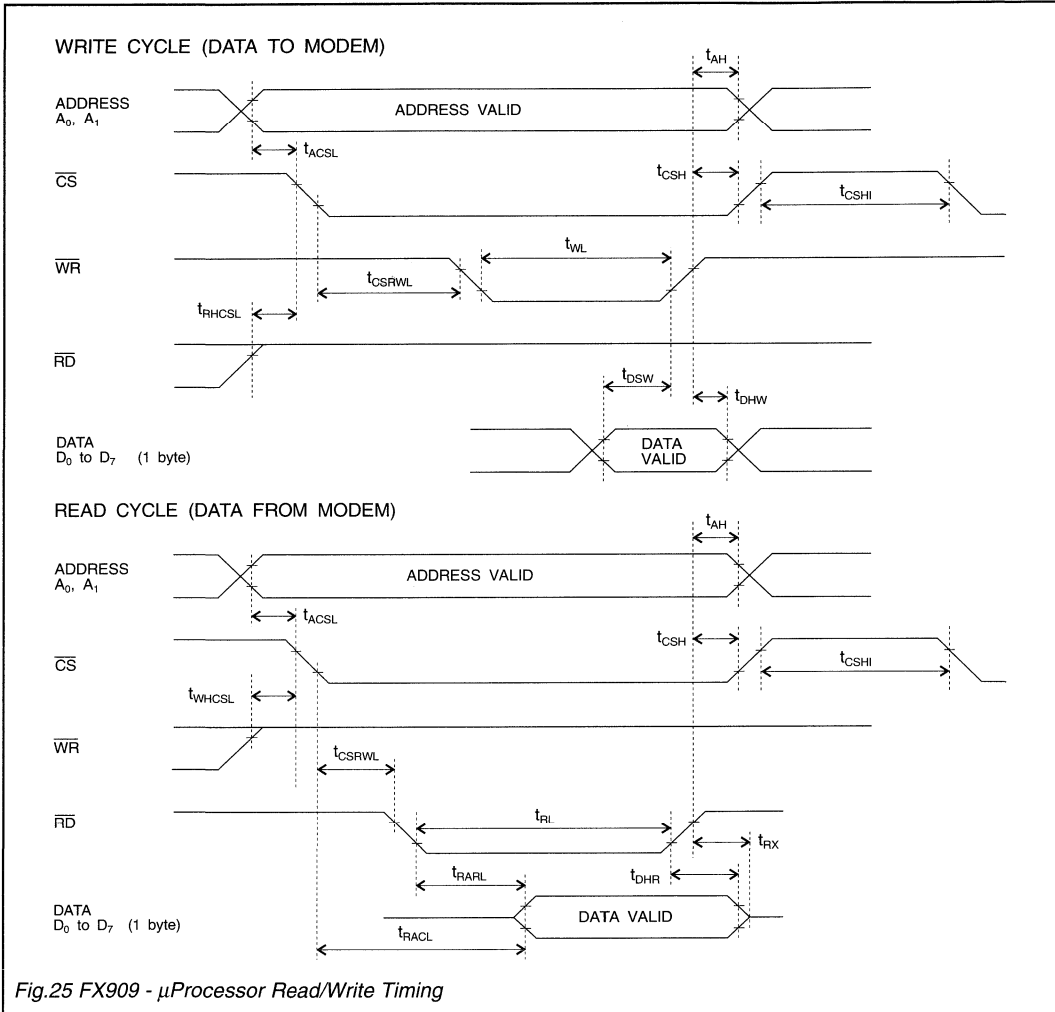 WRITE CYCLE (DATA TO MODEM)
tAH
ADDRESS
A0, A1
ADDRESS VALID
tACSL
CS
tCSH
tCSHI
WR
tWL
tCSRWL
tRHCSL
RD
tDSW
tDHW
DATA
D0 to D7 (1 byte)
DATA
VALID
READ CYCLE (DATA FROM MODEM)
tAH
ADDRESS
A0, A1
ADDRESS VALID
tACSL
CS
tCSH
tCSHI
tWHCSL
WR
tCSRWL
RD
tRL
tRX
tRARL
tDHR
DATA
D0 to D7 (1 byte)
DATA VALID
tRACL
Fig.25 FX909 - μProcessor Read/Write Timing